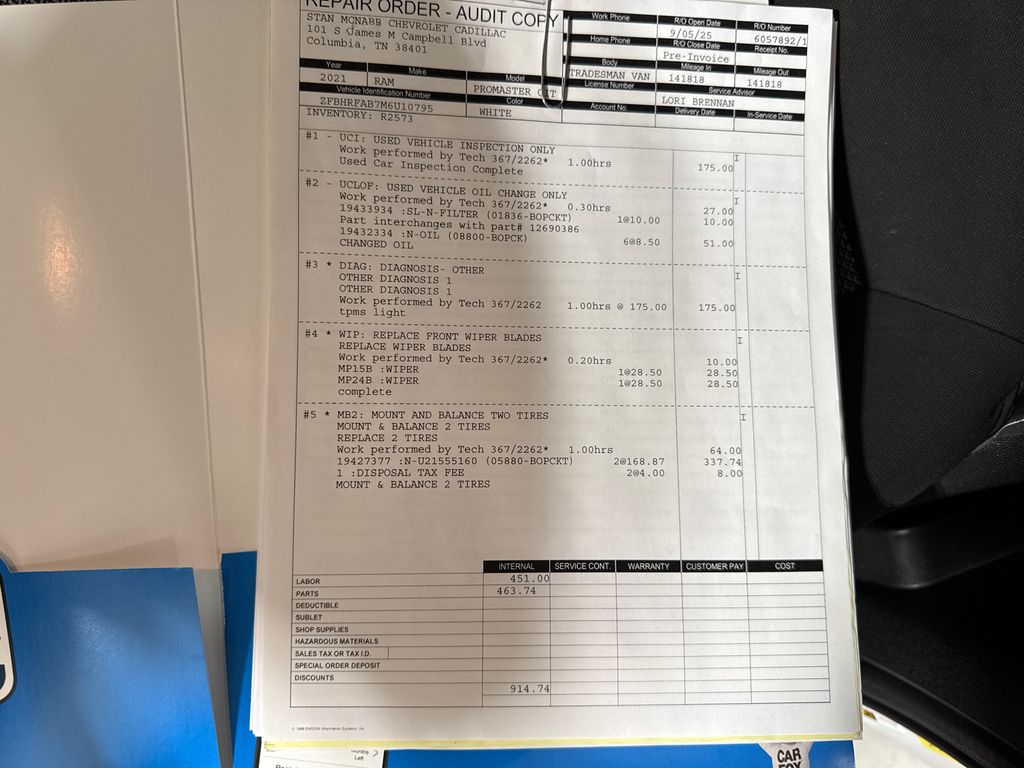 REPAIR ORDER - AUDIT COPY
STAN MCNABB CHEVROLET CADILLAC
101 S James M Campbell Blvd
Columbia, TN 38401
Work Phone R/O Open Date R/O Number
9/05/25 6057892/1
Home Phone R/O Close Date Receipt No.
Pre-Invoice
Year Make Model Body Mileage In Mileage Out
2021 RAM PROMASTER CIT TRADESMAN VAN 141818 141818
Vehicle Identification Number Color License Number Service Advisor
ZFBHRFAB7M6U10795 WHITE LORI BRENNAN
Account No. Delivery Date In-Service Date
INVENTORY: R2573
#1 - UCI: USED VEHICLE INSPECTION ONLY I
Work performed by Tech 367/2262* 1.00hrs 175.00
Used Car Inspection Complete
#2 - UCLOF: USED VEHICLE OIL CHANGE ONLY I
Work performed by Tech 367/2262* 0.30hrs 27.00
19433934 :SL-N-FILTER (01836-BOPCKT) 1@10.00 10.00
Part interchanges with part# 12690386
19432334 :N-OIL (08800-BOPCK) 6@8.50 51.00
CHANGED OIL
#3 * DIAG: DIAGNOSIS- OTHER I
OTHER DIAGNOSIS 1
OTHER DIAGNOSIS 1
Work performed by Tech 367/2262 1.00hrs @ 175.00 175.00
tpms light
#4 * WIP: REPLACE FRONT WIPER BLADES I
REPLACE WIPER BLADES
Work performed by Tech 367/2262* 0.20hrs 10.00
MP15B :WIPER 1@28.50 28.50
MP24B :WIPER 1@28.50 28.50
complete
#5 * MB2: MOUNT AND BALANCE TWO TIRES I
MOUNT & BALANCE 2 TIRES
REPLACE 2 TIRES
Work performed by Tech 367/2262* 1.00hrs 64.00
19427377 :N-U21555160 (05880-BOPCKT) 2@168.87 337.74
1 :DISPOSAL TAX FEE 2@4.00 8.00
MOUNT & BALANCE 2 TIRES
INTERNAL SERVICE CONT. WARRANTY CUSTOMER PAY COST
LABOR 451.00
PARTS 463.74
DEDUCTIBLE
SUBLET
SHOP SUPPLIES
HAZARDOUS MATERIALS
SALES TAX OR TAX I.D.
SPECIAL ORDER DEPOSIT
DISCOUNTS
914.74
© 1998 ENSIGN Information Systems, Inc.
Months
Left
CAR
FOX